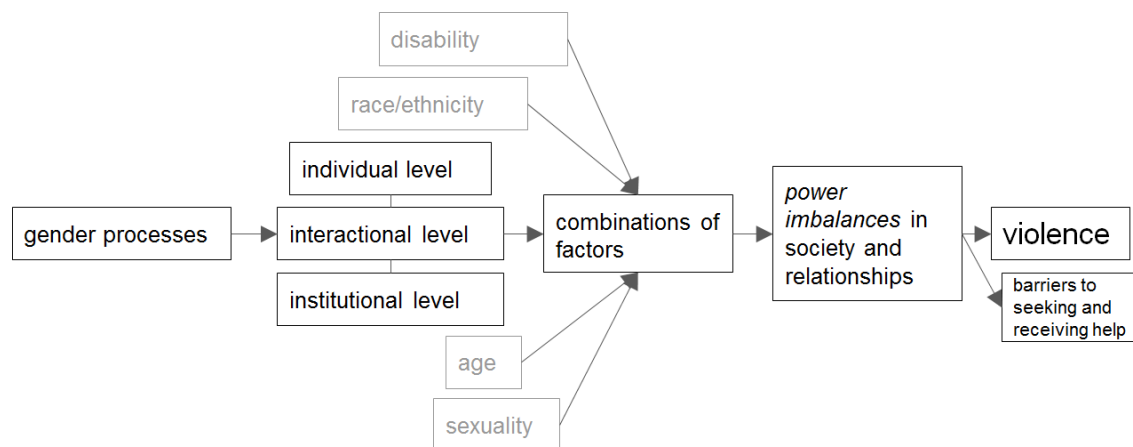 disability
race/ethnicity
individual level
gender processes
interactional level
institutional level
combinations of
factors
age
sexuality
power
imbalances in
society and
relationships
violence
barriers to
seeking and
receiving help